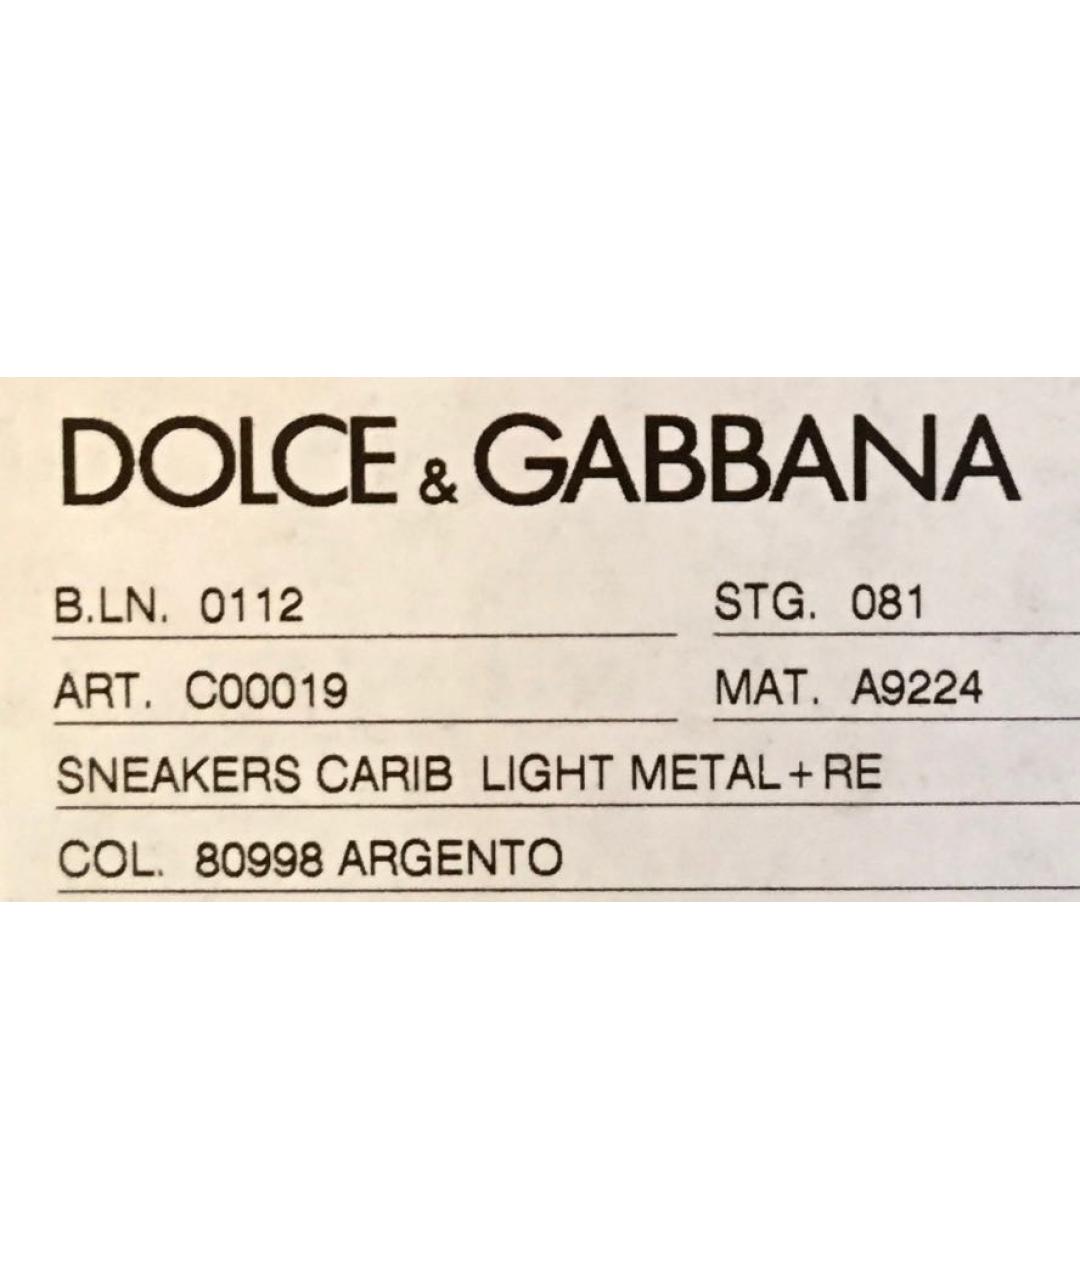 DOLCE & GABBANA
B.LN. 0112 STG. 081
ART. C00019 MAT. A9224
SNEAKERS CARIB LIGHT METAL+RE
COL. 80998 ARGENTO